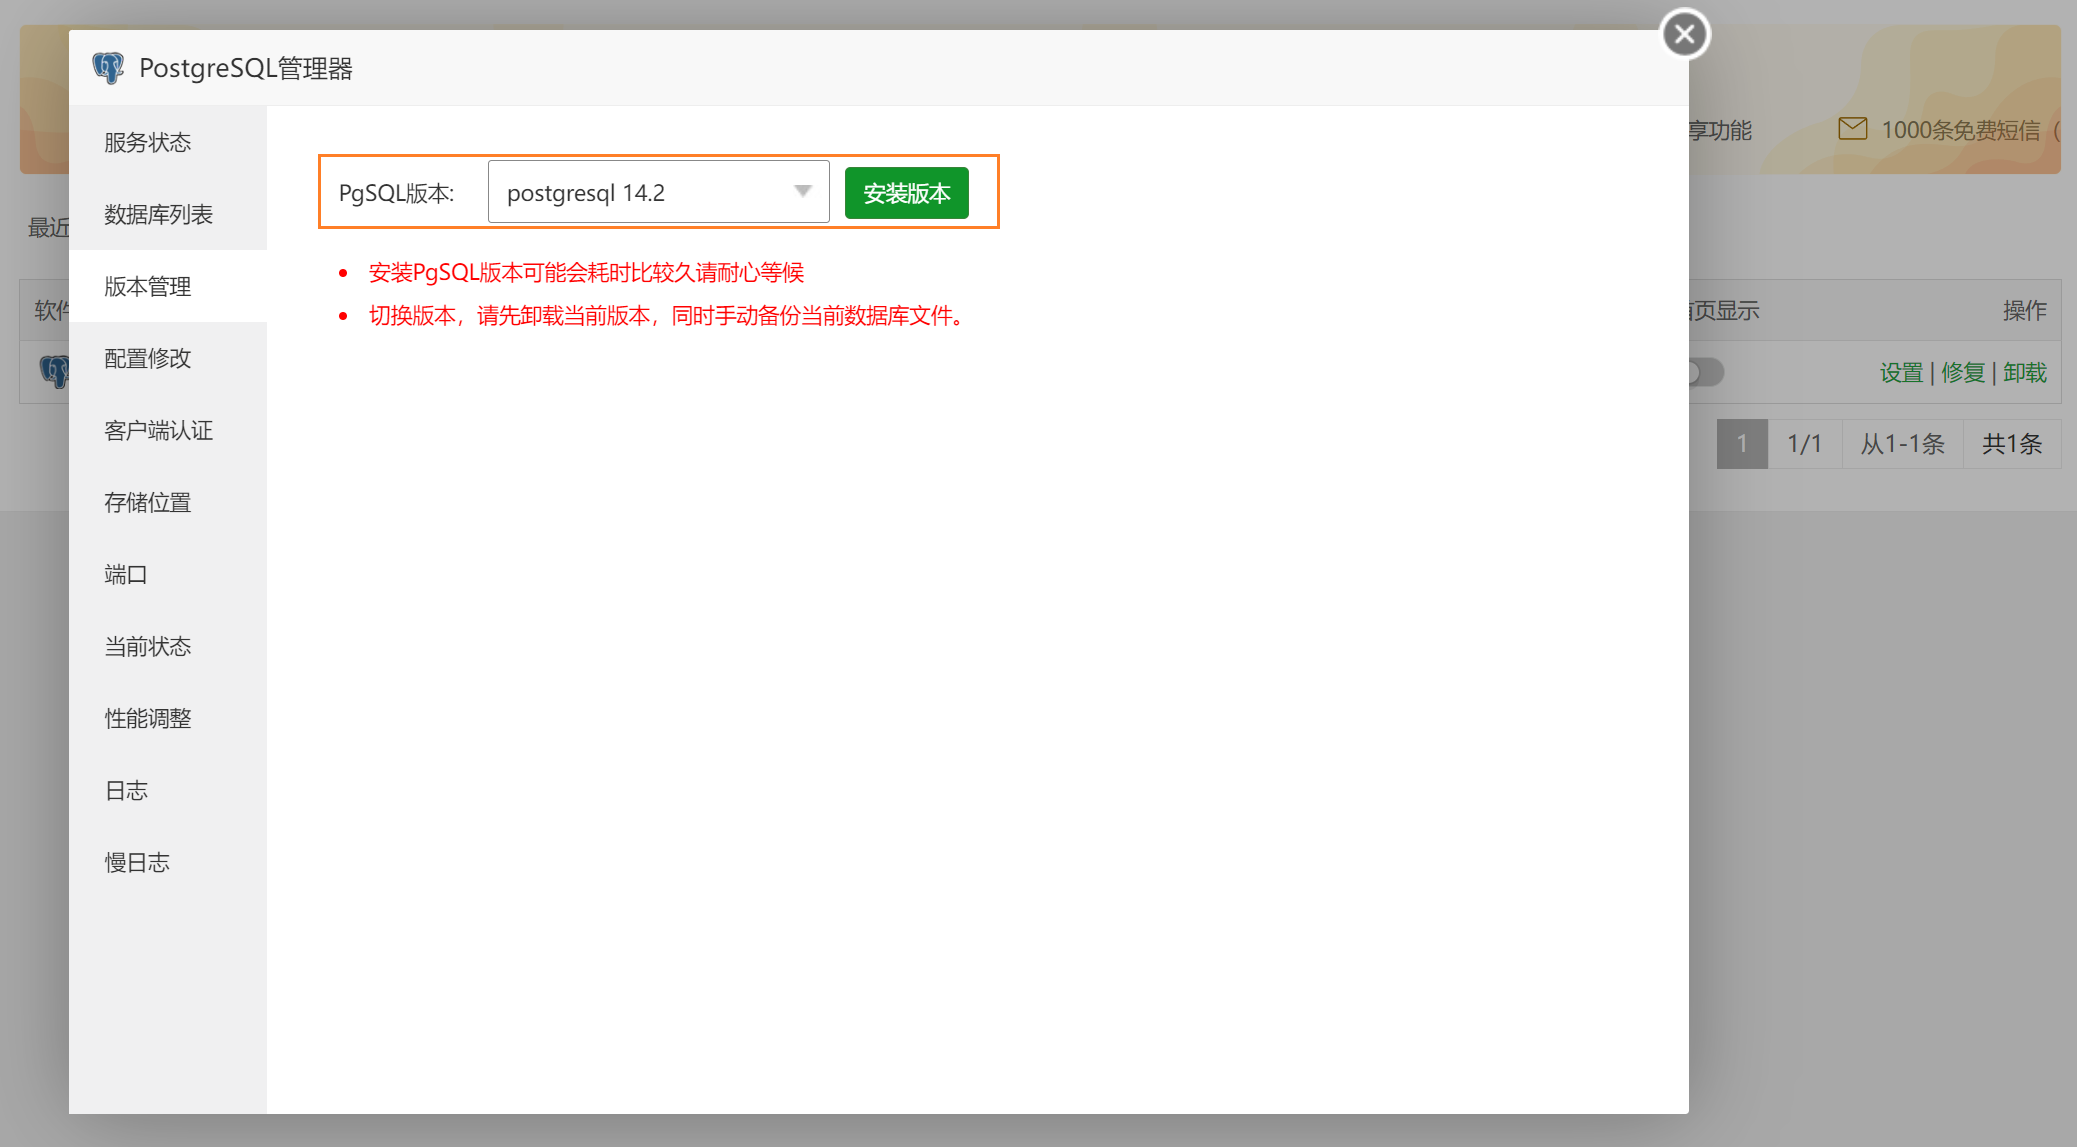 PostgreSQL管理器
享功能
1000条免费短信（
服务状态
数据库列表
版本管理
配置修改
客户端认证
存储位置
端口
当前状态
性能调整
日志
慢日志
PgSQL版本:
postgresql 14.2
安装版本
安装PgSQL版本可能会耗时比较久请耐心等候
切换版本，请先卸载当前版本，同时手动备份当前数据库文件。
最近
软件
首页显示
操作
设置 | 修复 | 卸载
1
1/1
从1-1条
共1条